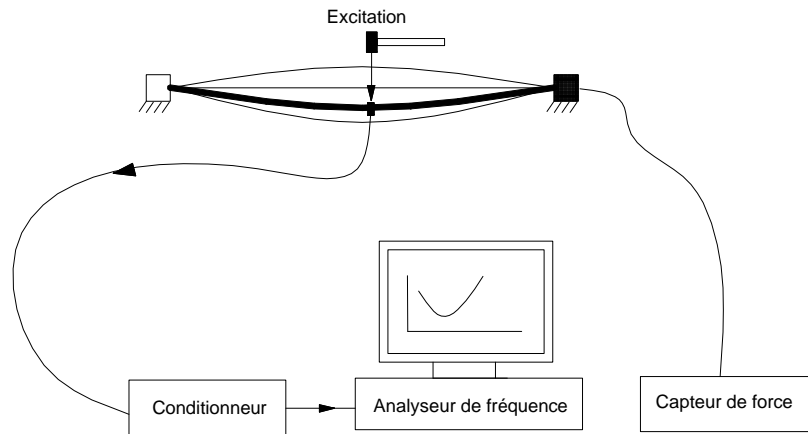 Excitation
Conditionneur
Analyseur de fréquence
Capteur de force